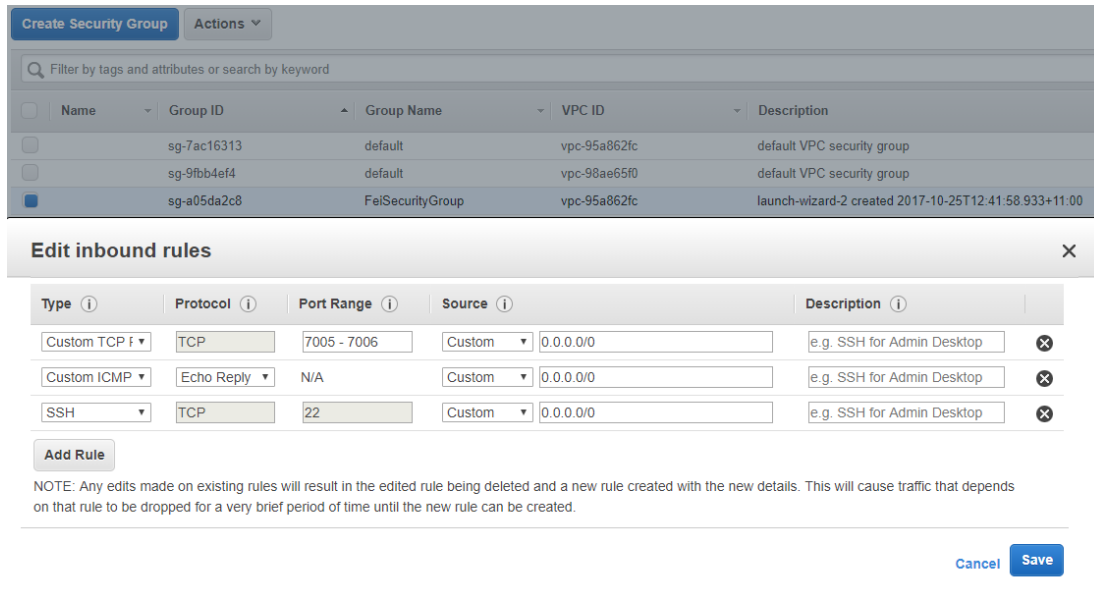 Create Security Group Actions
Filter by tags and attributes or search by keyword
Name Group ID Group Name VPC ID Description
sg-7ac16313 default vpc-95a862fc default VPC security group
sg-9fbb4ef4 default vpc-98ae65f0 default VPC security group
sg-a05da2c8 FeiSecurityGroup vpc-95a862fc launch-wizard-2 created 2017-10-25T12:41:58.933+11:00
Edit inbound rules
Type Protocol Port Range Source Description
Custom TCP TCP 7005 - 7006 Custom 0.0.0.0/0 e.g. SSH for Admin Desktop
Custom ICMP Echo Reply N/A Custom 0.0.0.0/0 e.g. SSH for Admin Desktop
SSH TCP 22 Custom 0.0.0.0/0 e.g. SSH for Admin Desktop
Add Rule
NOTE: Any edits made on existing rules will result in the edited rule being deleted and a new rule created with the new details. This will cause traffic that depends
on that rule to be dropped for a very brief period of time until the new rule can be created.
Cancel Save